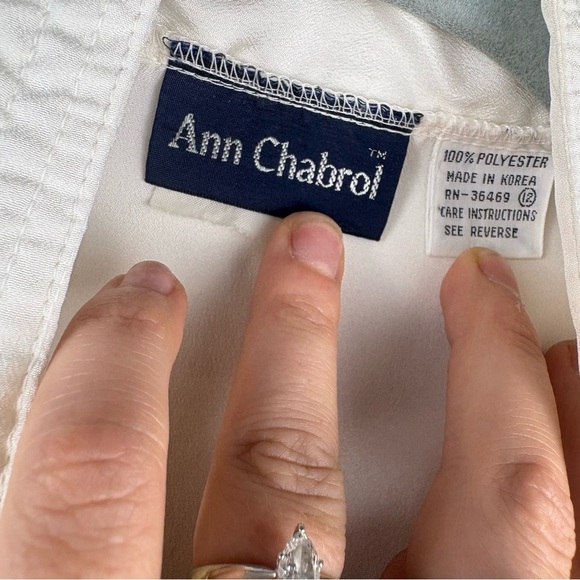 Ann Chabrol™
100% POLYESTER
MADE IN KOREA
RN-36469 ⑫
CARE INSTRUCTIONS
SEE REVERSE